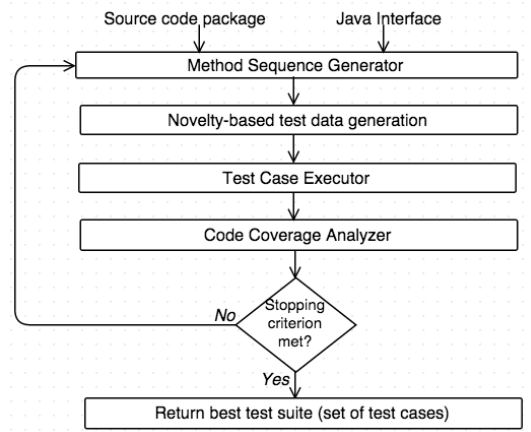 Source code package
Java Interface
Method Sequence Generator
Novelty-based test data generation
Test Case Executor
Code Coverage Analyzer
Stopping
criterion
met?
No
Yes
Return best test suite (set of test cases)